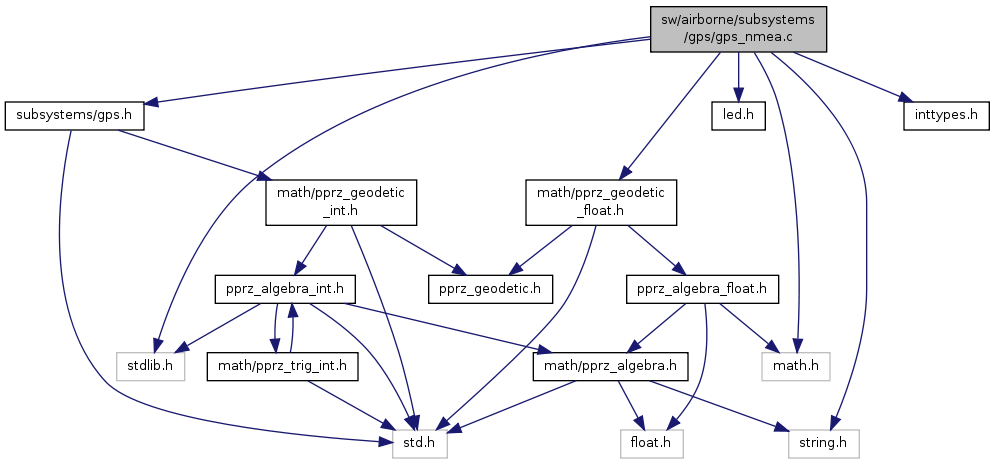 sw/airborne/subsystems
/gps/gps_nmea.c
subsystems/gps.h
led.h
inttypes.h
math/pprz_geodetic
_int.h
math/pprz_geodetic
_float.h
pprz_algebra_int.h
pprz_geodetic.h
pprz_algebra_float.h
stdlib.h
math/pprz_trig_int.h
math/pprz_algebra.h
math.h
std.h
float.h
string.h